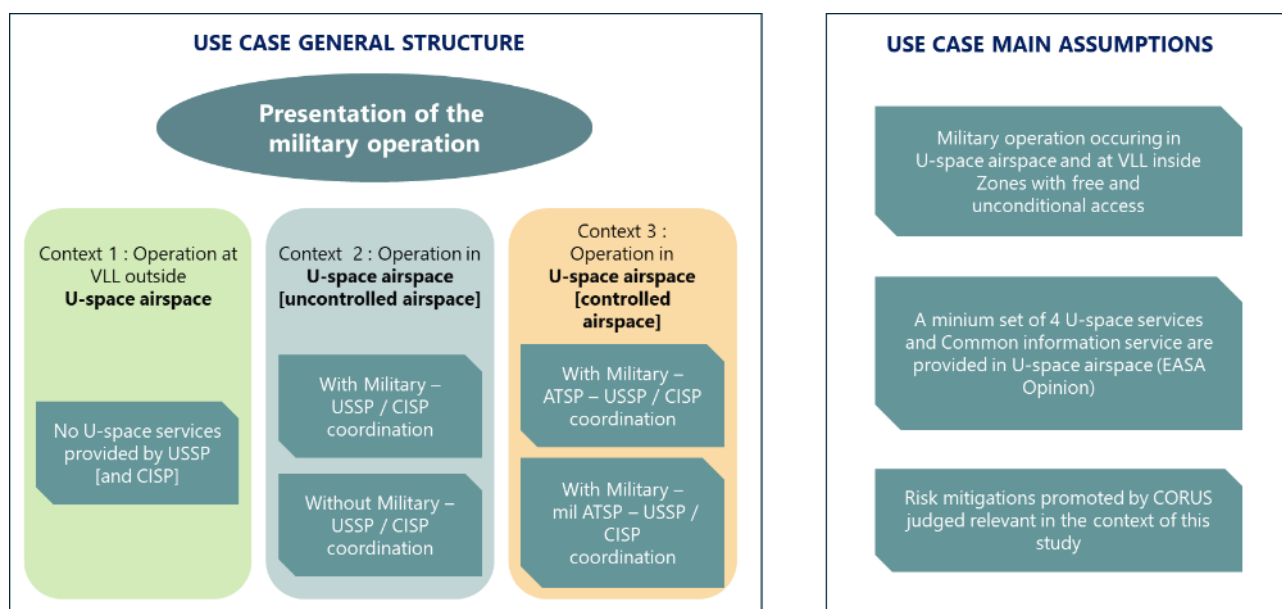 USE CASE GENERAL STRUCTURE
Presentation of the
military operation
Context 1 : Operation at
VLL outside
U-space airspace
No U-space services
provided by USSP
[and CISP]
Context  2 : Operation in
U-space airspace
[uncontrolled airspace]
With Military –
USSP / CISP
coordination
Without Military –
USSP / CISP
coordination
Context 3 :
Operation in
U-space airspace
[controlled
airspace]
With Military –
ATSP – USSP / CISP
coordination
With Military –
mil ATSP – USSP /
CISP
coordination
USE CASE MAIN ASSUMPTIONS
Military operation occuring in
U-space airspace and at VLL inside
Zones with free and
unconditional access
A minium set of 4 U-space services
and Common information service are
provided in U-space airspace (EASA
Opinion)
Risk mitigations promoted by CORUS
judged relevant in the context of this
study